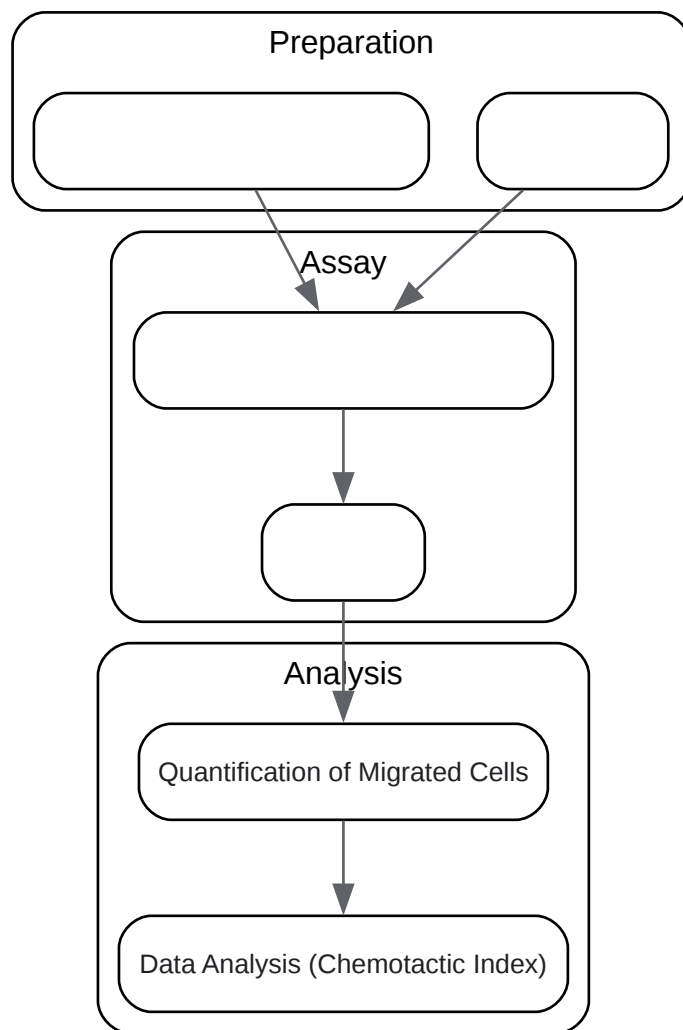 Preparation
Assay
Analysis
Quantification of Migrated Cells
Data Analysis (Chemotactic Index)